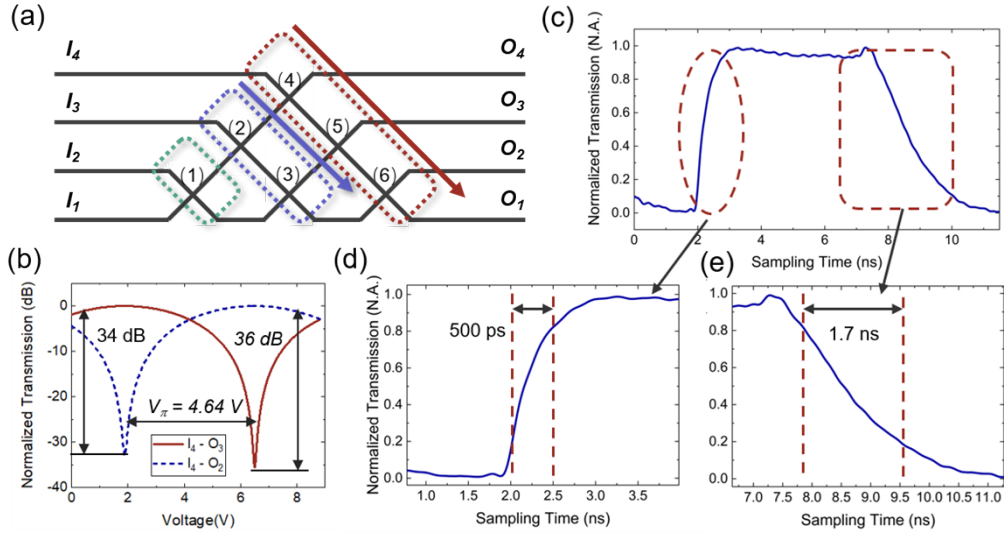 (a)
I4
O4
I3
O3
I2
O2
I1
O1
(4)
(2)
(5)
(1)
(3)
(6)
(b)
Normalized Transmission (dB)
0
-10
-20
-30
-40
34 dB
36 dB
Vπ = 4.64 V
I4 - O3
I4 - O2
0 2 4 6 8
Voltage(V)
(c)
Normalized Transmission (N.A.)
1.0
0.8
0.6
0.4
0.2
0.0
0 2 4 6 8 10
Sampling Time (ns)
(d)
Normalized Transmission (N.A.)
1.0
0.8
0.6
0.4
0.2
0.0
500 ps
1.0 1.5 2.0 2.5 3.0 3.5
Sampling Time (ns)
(e)
1.0
0.8
0.6
0.4
0.2
0.0
1.7 ns
7.0 7.5 8.0 8.5 9.0 9.5 10.0 10.5 11.0
Sampling Time (ns)